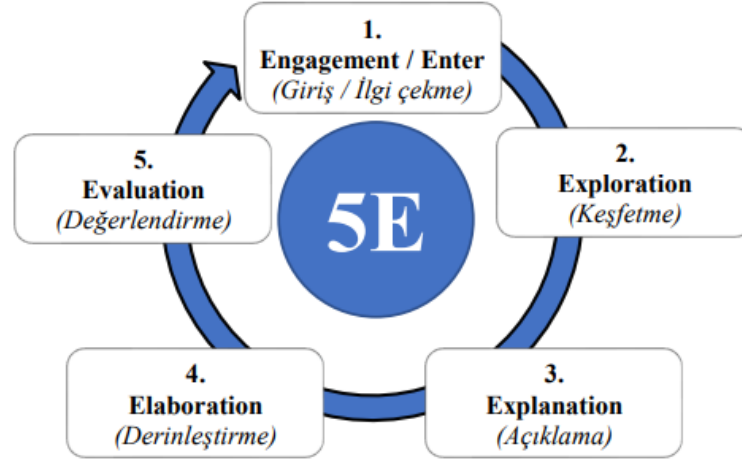 1.
Engagement / Enter
(Giriş / İlgi çekme)
2.
Exploration
(Keşfetme)
3.
Explanation
(Açıklama)
4.
Elaboration
(Derinleştirme)
5.
Evaluation
(Değerlendirme)
5E